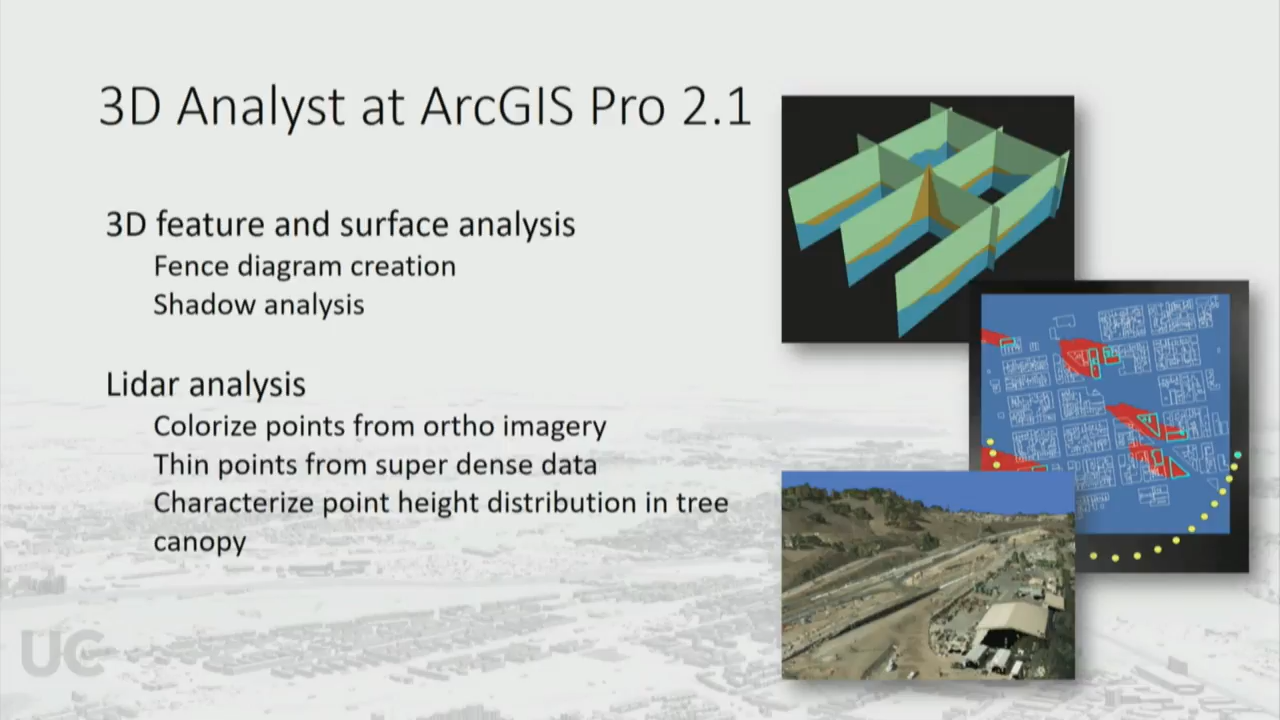 3D Analyst at ArcGIS Pro 2.1
3D feature and surface analysis
Fence diagram creation
Shadow analysis
Lidar analysis
Colorize points from ortho imagery
Thin points from super dense data
Characterize point height distribution in tree
canopy
UC